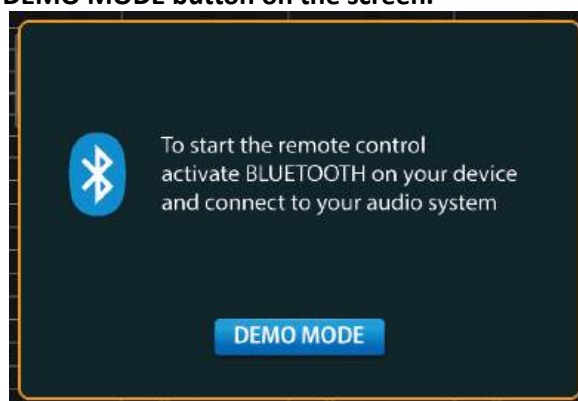 DEMO MODE button on the screen.
To start the remote control
activate BLUETOOTH on your device
and connect to your audio system
DEMO MODE